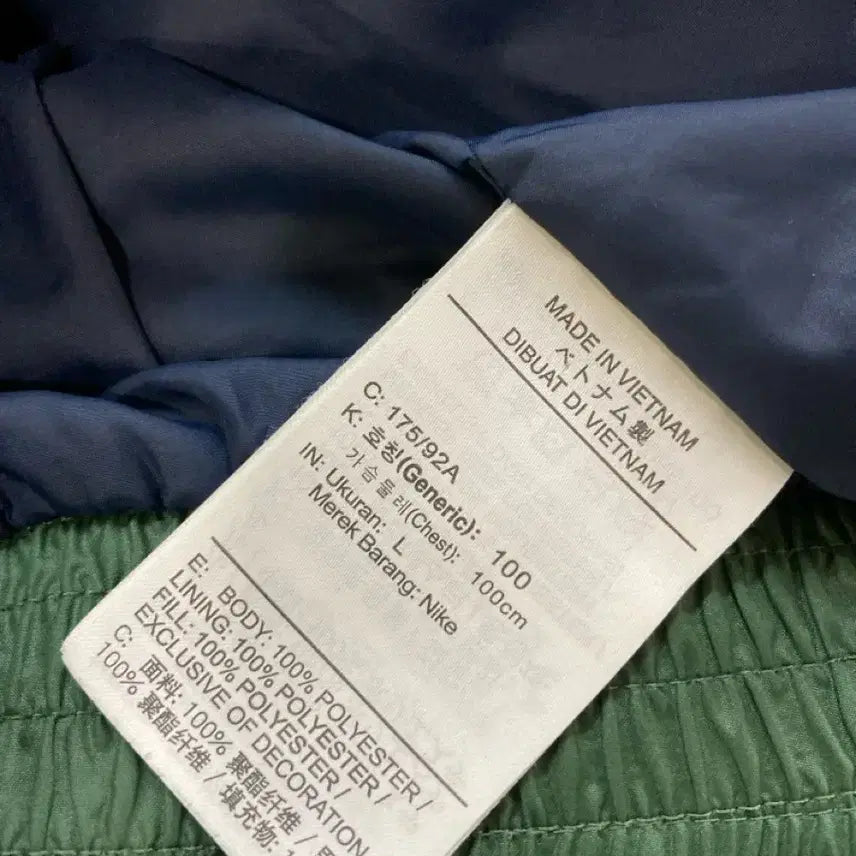 MADE IN VIETNAM
ベトナム製
DIBUAT DI VIETNAM
C: 175/92A
K: 호칭(Generic): 100
가슴둘레(Chest): 100cm
IN: Ukuran: L
Merek Barang: Nike
E: BODY: 100% POLYESTER /
LINING: 100% POLYESTER /
FILL: 100% POLYESTER /
EXCLUSIVE OF DECORATION
C: 面料: 100% 聚酯纤维 /
100% 聚酯纤维 / 填充物: